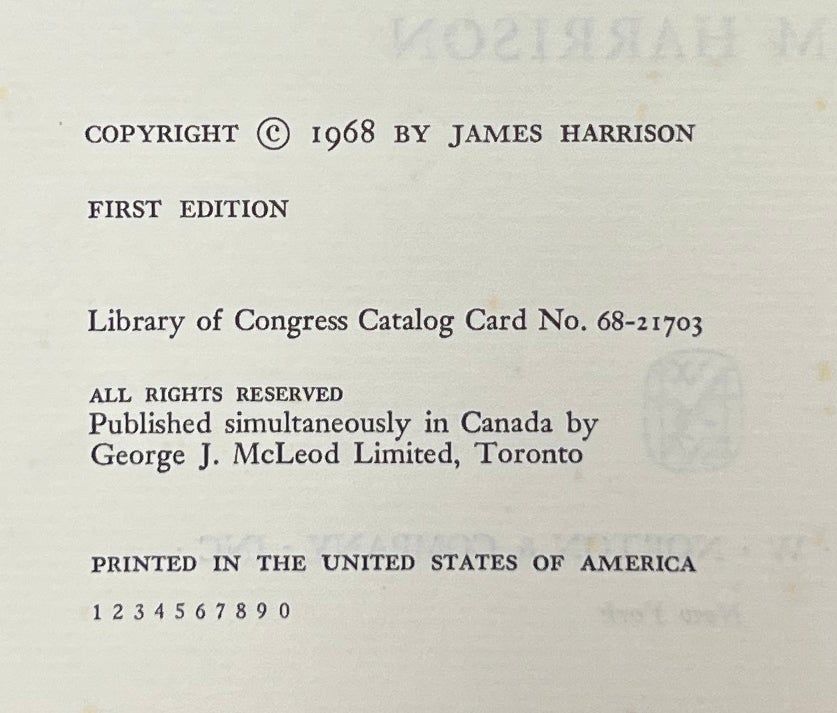 COPYRIGHT © 1968 BY JAMES HARRISON
FIRST EDITION
Library of Congress Catalog Card No. 68-21703
ALL RIGHTS RESERVED
Published simultaneously in Canada by
George J. McLeod Limited, Toronto
PRINTED IN THE UNITED STATES OF AMERICA
1 2 3 4 5 6 7 8 9 0